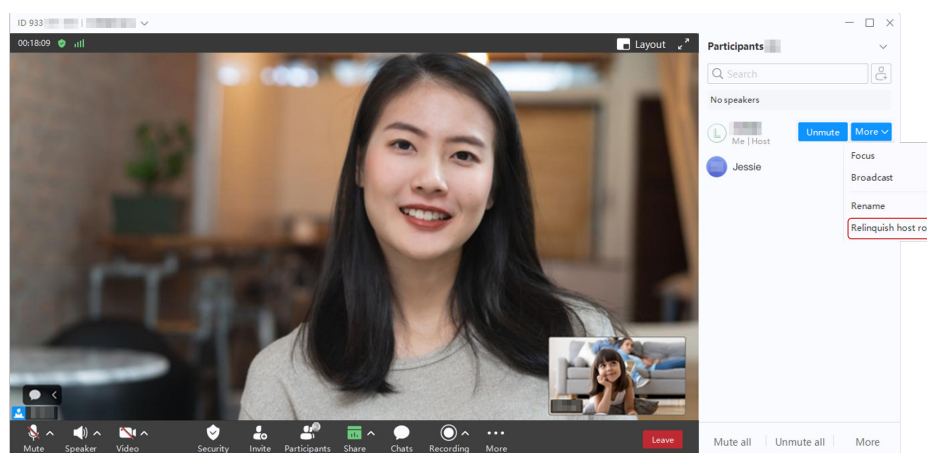 ID 933
00:18:09
Layout
Participants
Search
No speakers
L
Me | Host
Unmute
More
Jessie
Focus
Broadcast
Rename
Relinquish host ro
Mute
Speaker
Video
Security
Invite
Participants
Share
Chats
Recording
More
Leave
Mute all
Unmute all
More